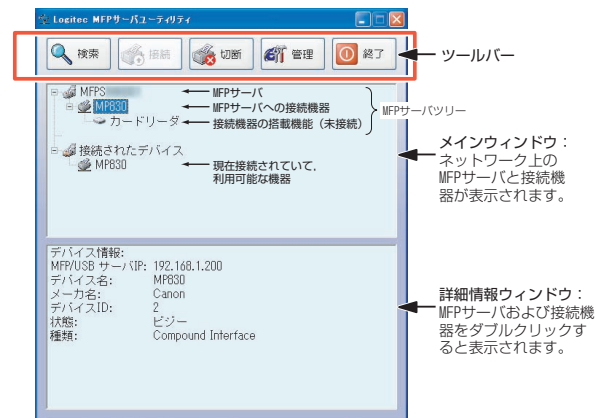 Logitec MFPサーバユーティリティ
検索 接続 切断 管理 終了
ツールバー
MFPS
MFPサーバ
MP830
MFPサーバへの接続機器
カードリーダ
接続機器の搭載機能（未接続）
MFPサーバツリー
接続されたデバイス
MP830
現在接続されていて、
利用可能な機器
メインウィンドウ：
ネットワーク上の
MFPサーバと接続機
器が表示されます。
デバイス情報:
MFP/USB サーバIP: 192.168.1.200
デバイス名: MP830
メーカ名: Canon
デバイスID: 2
状態: ビジー
種類: Compound Interface
詳細情報ウィンドウ：
MFPサーバおよび接続機
器をダブルクリックす
ると表示されます。